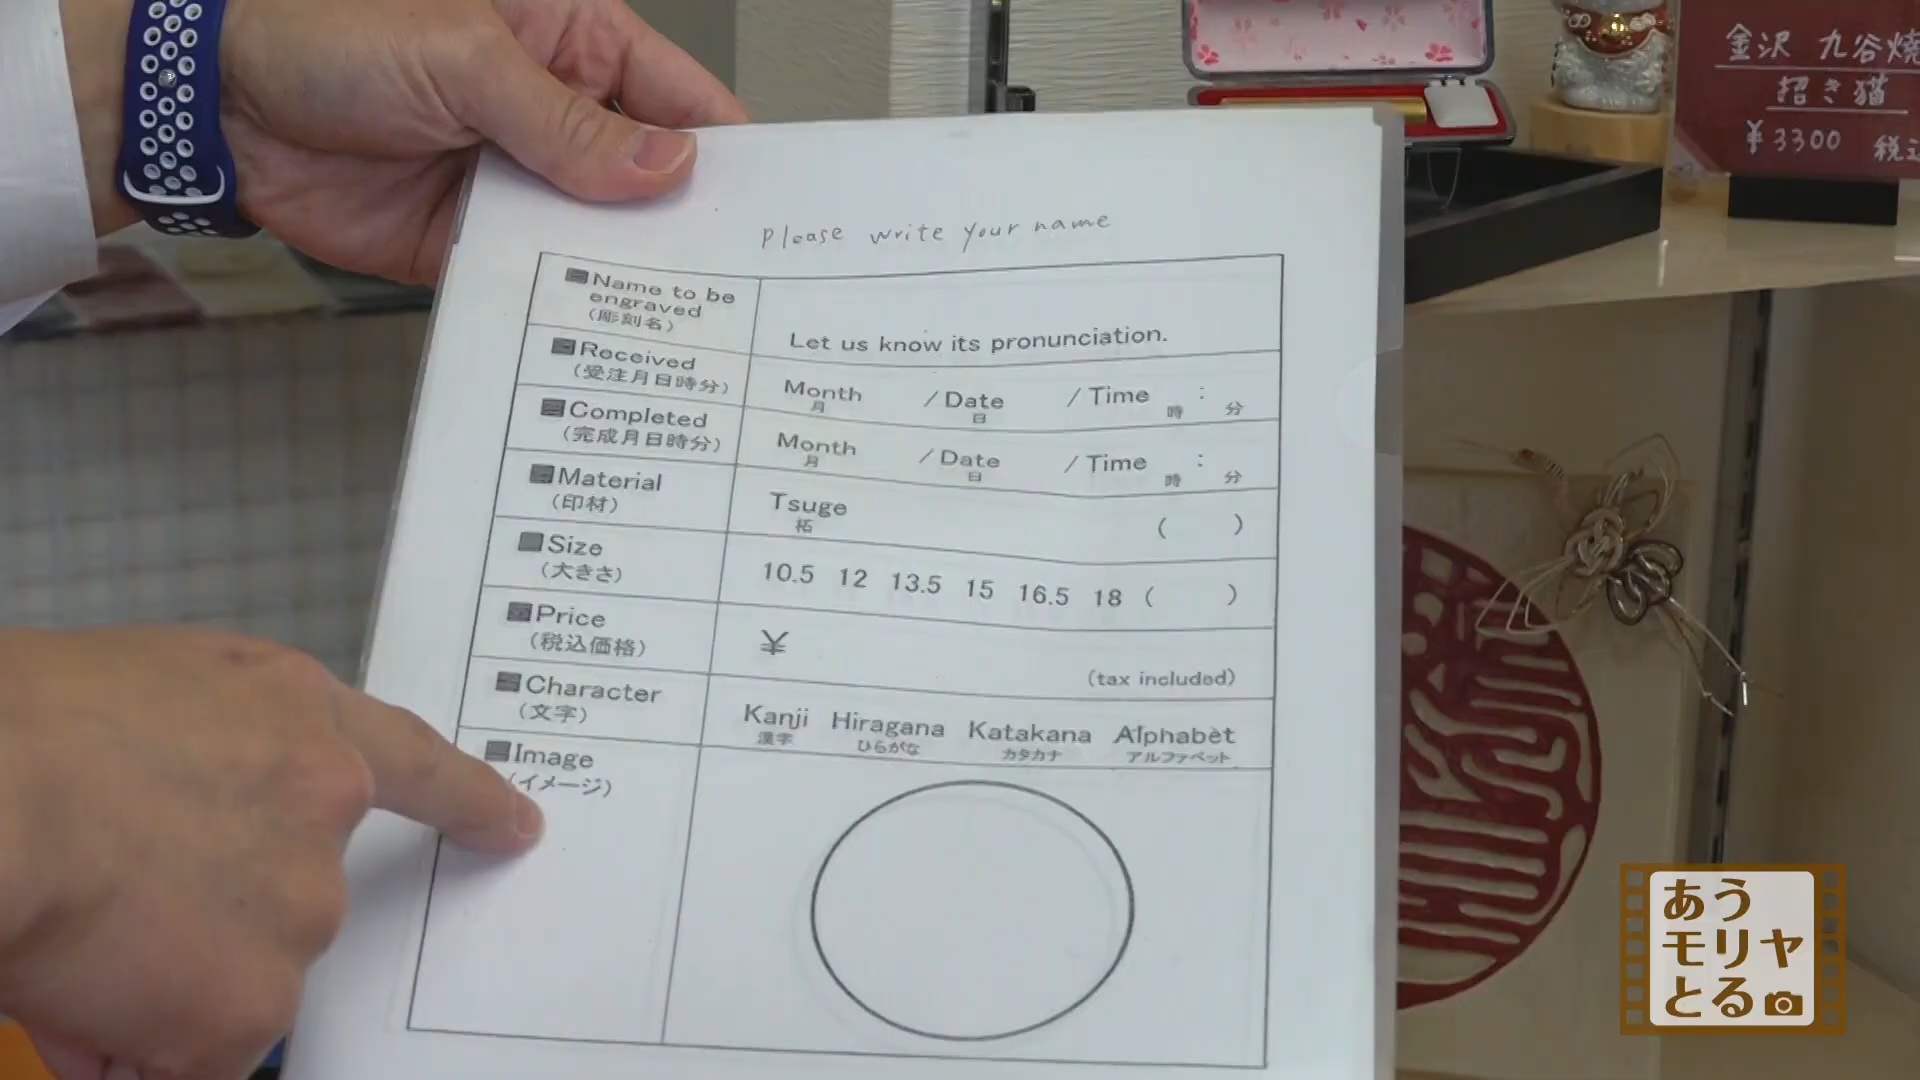 金沢 九谷焼
招き猫
¥3300 税込
please write your name
Name to be engraved
(彫刻名)
Let us know its pronunciation.
Received
(受注月日時分)
Month / Date / Time :
月 日 時 分
Completed
(完成月日時分)
Month / Date / Time :
月 日 時 分
Material
(印材)
Tsuge ( )
柘
Size
(大きさ)
10.5 12 13.5 15 16.5 18 ( )
Price
(税込価格)
¥ (tax included)
Character
(文字)
Kanji Hiragana Katakana Alphabet
漢字 ひらがな カタカナ アルファベット
Image
(イメージ)
あう
モリヤ
とる